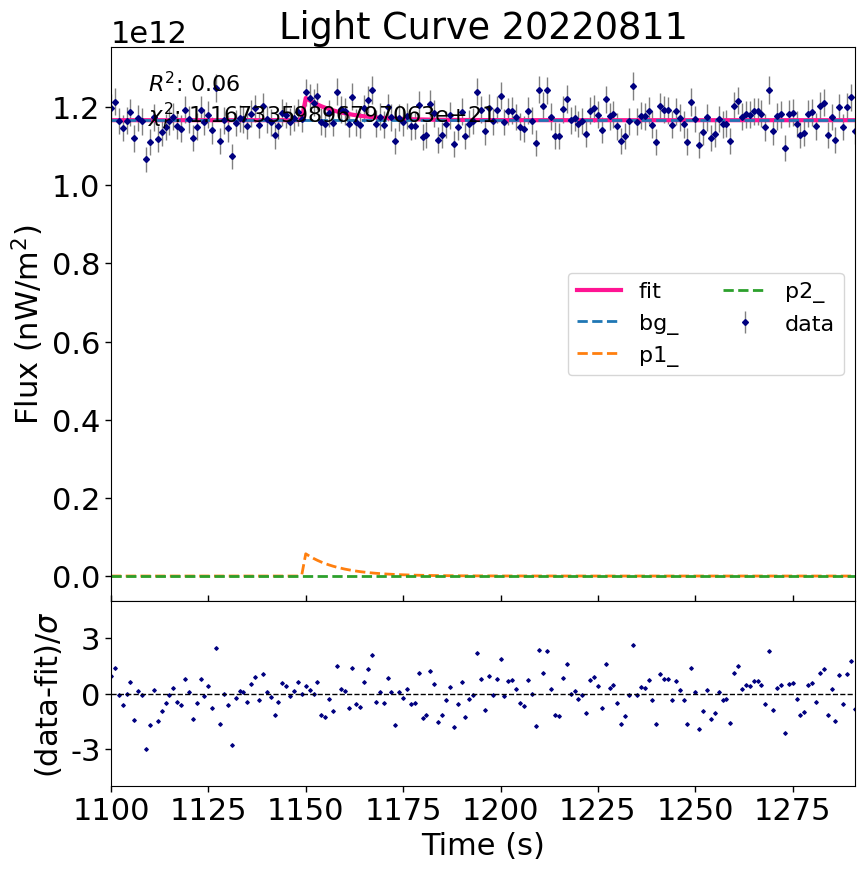 Light Curve 20220811
1e12
R²: 0.06
χ²:
1.2
1.0
0.8
0.6
0.4
0.2
0.0
Flux (nW/m²)
fit
bg_
p1_
p2_
data
3
0
-3
(data-fit)/σ
1100 1125 1150 1175 1200 1225 1250 1275
Time (s)